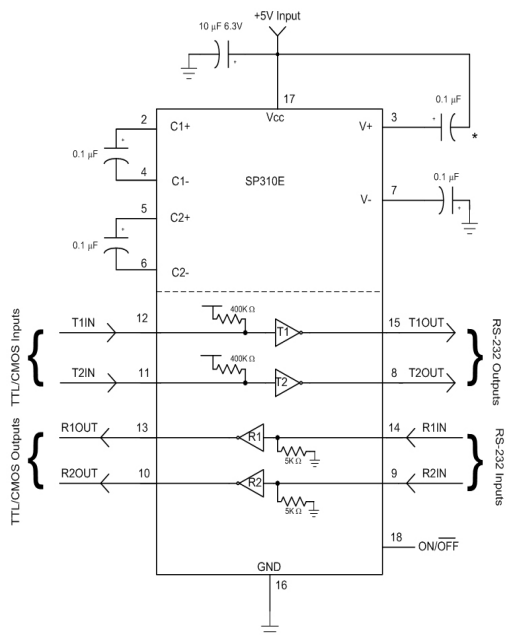 +5V Input
10 μF 6.3V
17
Vcc
2
C1+
3
V+
0.1 μF
*
0.1 μF
4
C1-
SP310E
0.1 μF
7
V-
5
C2+
0.1 μF
6
C2-
TTL/CMOS Inputs
T1IN
12
400K Ω
T1
15
T1OUT
RS-232 Outputs
T2IN
11
400K Ω
T2
8
T2OUT
TTL/CMOS Outputs
R1OUT
13
R1
5K Ω
14
R1IN
RS-232 Inputs
R2OUT
10
R2
5K Ω
9
R2IN
18
ON/OFF
GND
16